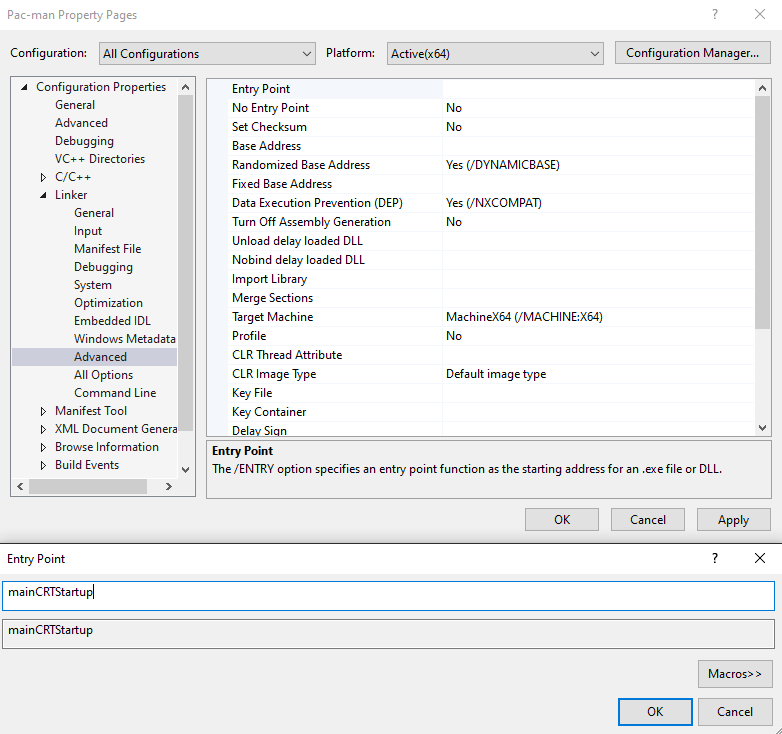 Pac-man Property Pages
Configuration: All Configurations Platform: Active(x64) Configuration Manager...
Configuration Properties
General
Advanced
Debugging
VC++ Directories
C/C++
Linker
General
Input
Manifest File
Debugging
System
Optimization
Embedded IDL
Windows Metadata
Advanced
All Options
Command Line
Manifest Tool
XML Document Genera
Browse Information
Build Events
Entry Point
No Entry Point No
Set Checksum No
Base Address
Randomized Base Address Yes (/DYNAMICBASE)
Fixed Base Address
Data Execution Prevention (DEP) Yes (/NXCOMPAT)
Turn Off Assembly Generation No
Unload delay loaded DLL
Nobind delay loaded DLL
Import Library
Merge Sections
Target Machine MachineX64 (/MACHINE:X64)
Profile No
CLR Thread Attribute
CLR Image Type Default image type
Key File
Key Container
Delay Sign
Entry Point
The /ENTRY option specifies an entry point function as the starting address for an .exe file or DLL.
OK Cancel Apply
Entry Point
mainCRTStartup
mainCRTStartup
Macros>>
OK Cancel